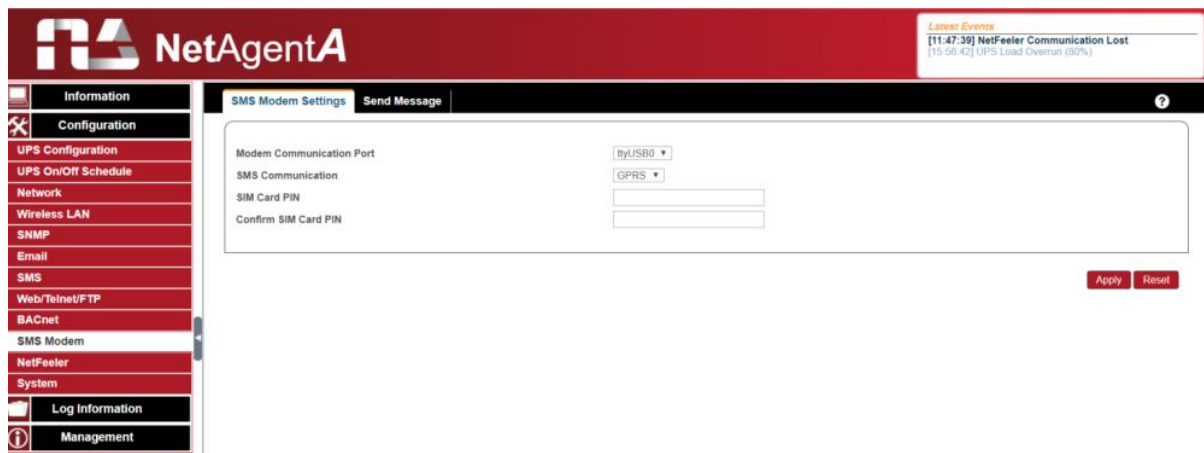 NetAgentA
Latest Events
[11:47:39] NetFeeler Communication Lost
[15:56:42] UPS Load Overrun (80%)
Information
Configuration
UPS Configuration
UPS On/Off Schedule
Network
Wireless LAN
SNMP
Email
SMS
Web/Telnet/FTP
BACnet
SMS Modem
NetFeeler
System
Log Information
Management
SMS Modem Settings Send Message ?
Modem Communication Port ttyUSB0
SMS Communication GPRS
SIM Card PIN
Confirm SIM Card PIN
Apply Reset